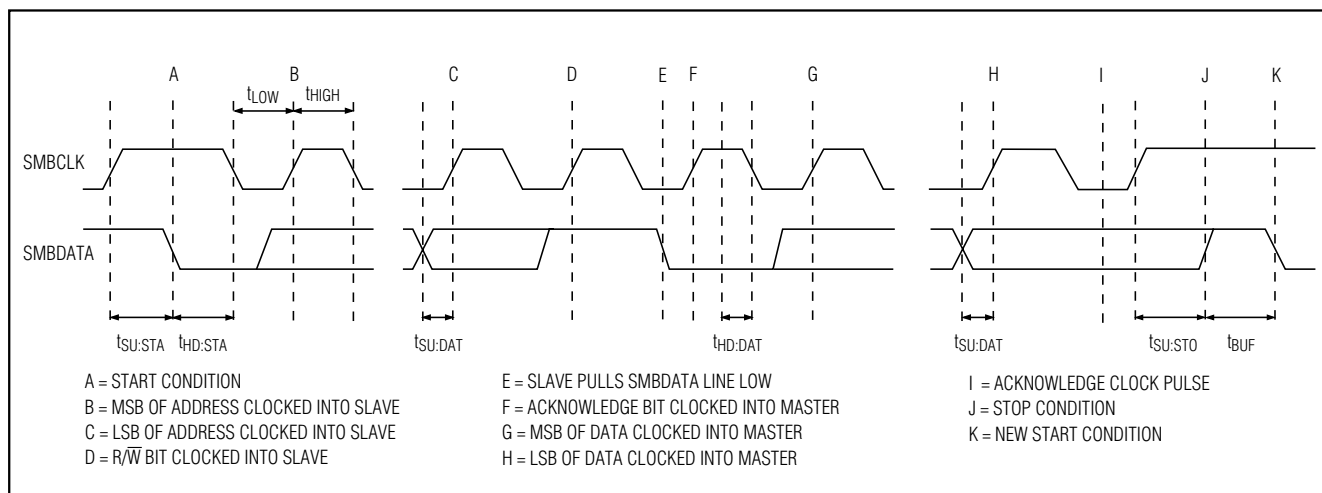 A B C D E F G H I J K
tLOW tHIGH
SMBCLK
SMBDATA
tSU:STA tHD:STA tSU:DAT tHD:DAT tSU:DAT tSU:STO tBUF
A = START CONDITION
B = MSB OF ADDRESS CLOCKED INTO SLAVE
C = LSB OF ADDRESS CLOCKED INTO SLAVE
D = R/W̅ BIT CLOCKED INTO SLAVE
E = SLAVE PULLS SMBDATA LINE LOW
F = ACKNOWLEDGE BIT CLOCKED INTO MASTER
G = MSB OF DATA CLOCKED INTO MASTER
H = LSB OF DATA CLOCKED INTO MASTER
I = ACKNOWLEDGE CLOCK PULSE
J = STOP CONDITION
K = NEW START CONDITION